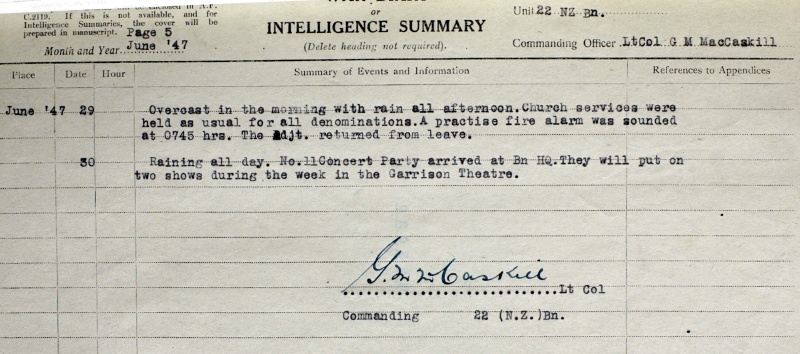 C.2119. If this is not available, and for
Intelligence Summaries, the cover will be
prepared in manuscript. Page 5
Month and Year June '47
WAR DIARY
or
INTELLIGENCE SUMMARY
(Delete heading not required).
Unit 22 NZ Bn.
Commanding Officer LtCol G M MacCaskill
Place Date Hour Summary of Events and Information References to Appendices
June '47 29 Overcast in the morning with rain all afternoon.Church services were
held as usual for all denominations.A practise fire alarm was sounded
at 0745 hrs. The Adjt. returned from leave.
30 Raining all day. No.11Concert Party arrived at Bn HQ.They will put on
two shows during the week in the Garrison Theatre.
G M McCaskill
Lt Col
Commanding 22 (N.Z.)Bn.